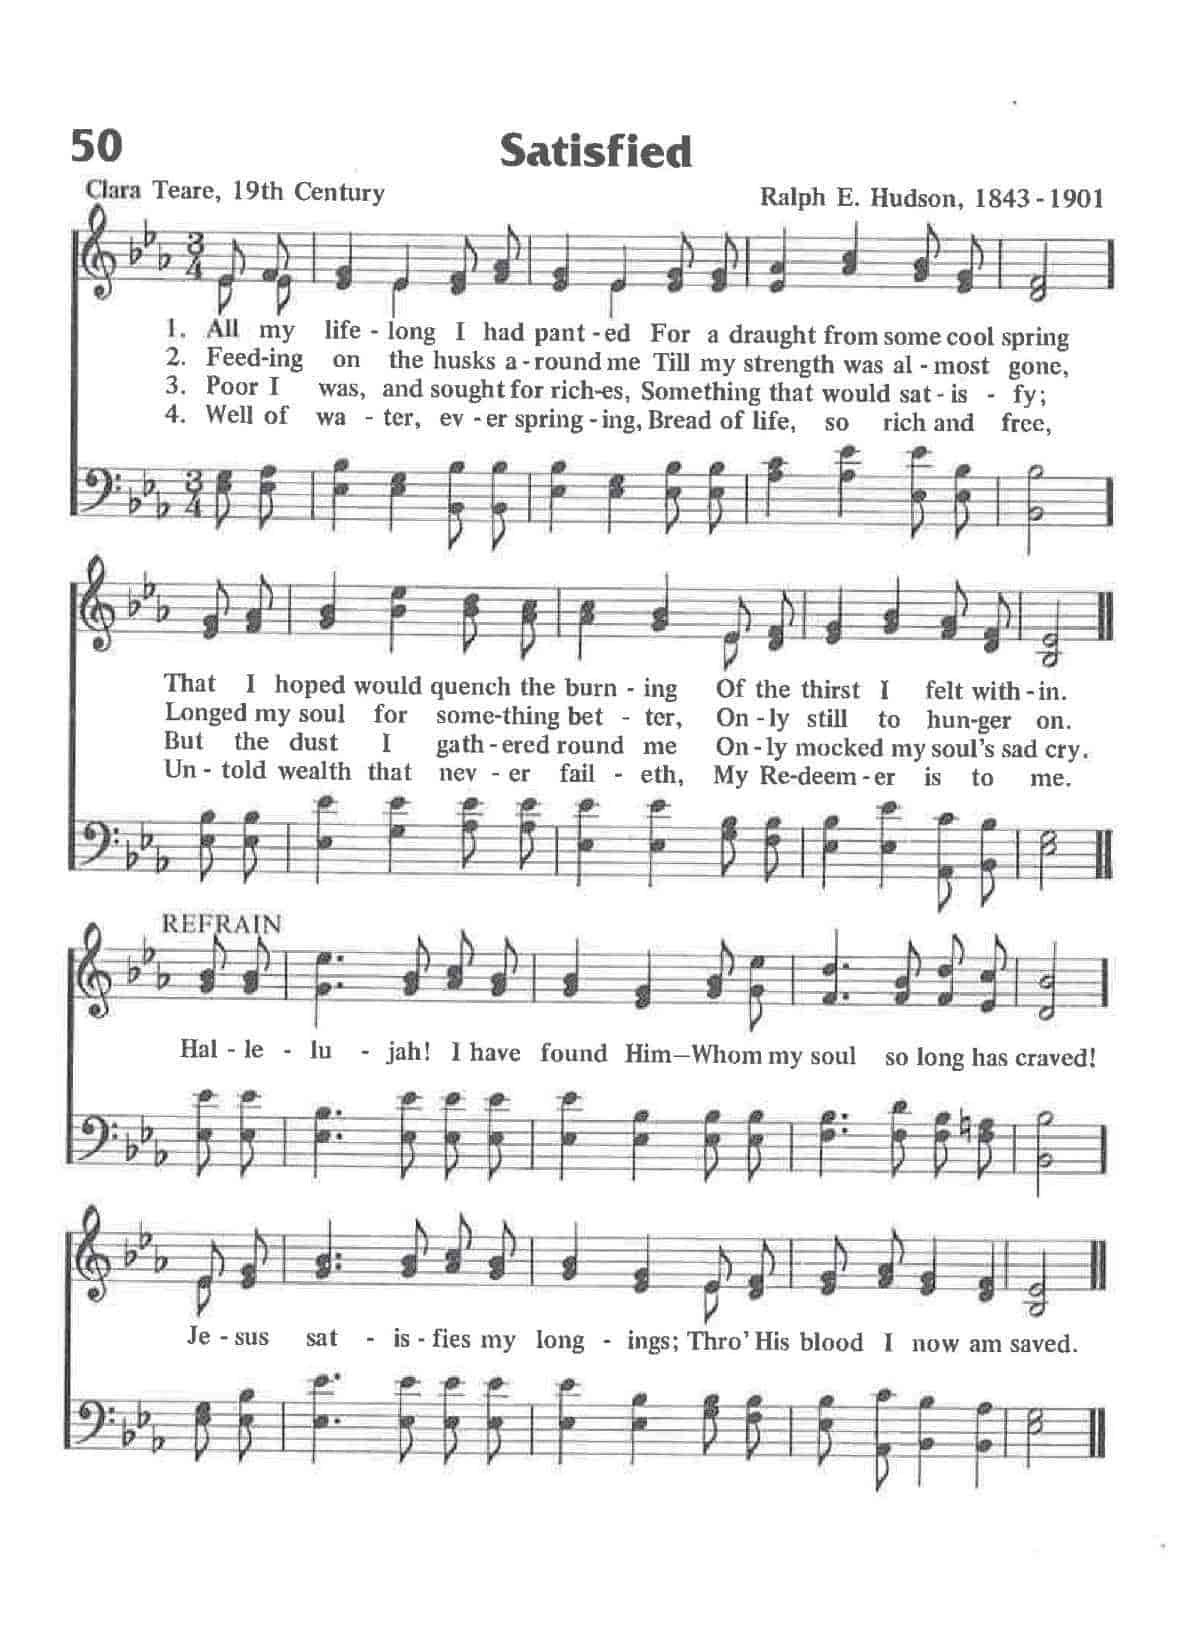 50
Satisfied
Clara Teare, 19th Century
Ralph E. Hudson, 1843-1901
1. All my life-long I had pant-ed For a draught from some cool spring
2. Feed-ing on the husks a-round me Till my strength was al-most gone,
3. Poor I was, and sought for rich-es, Something that would sat-is-fy;
4. Well of wa-ter, ev-er spring-ing, Bread of life, so rich and free,
That I hoped would quench the burn-ing Of the thirst I felt with-in.
Longed my soul for some-thing bet-ter, On-ly still to hun-ger on.
But the dust I gath-ered round me On-ly mocked my soul's sad cry.
Un-told wealth that nev-er fail-eth, My Re-deem-er is to me.
REFRAIN
Hal-le-lu-jah! I have found Him—Whom my soul so long has craved!
Je-sus sat-is-fies my long-ings; Thro' His blood I now am saved.